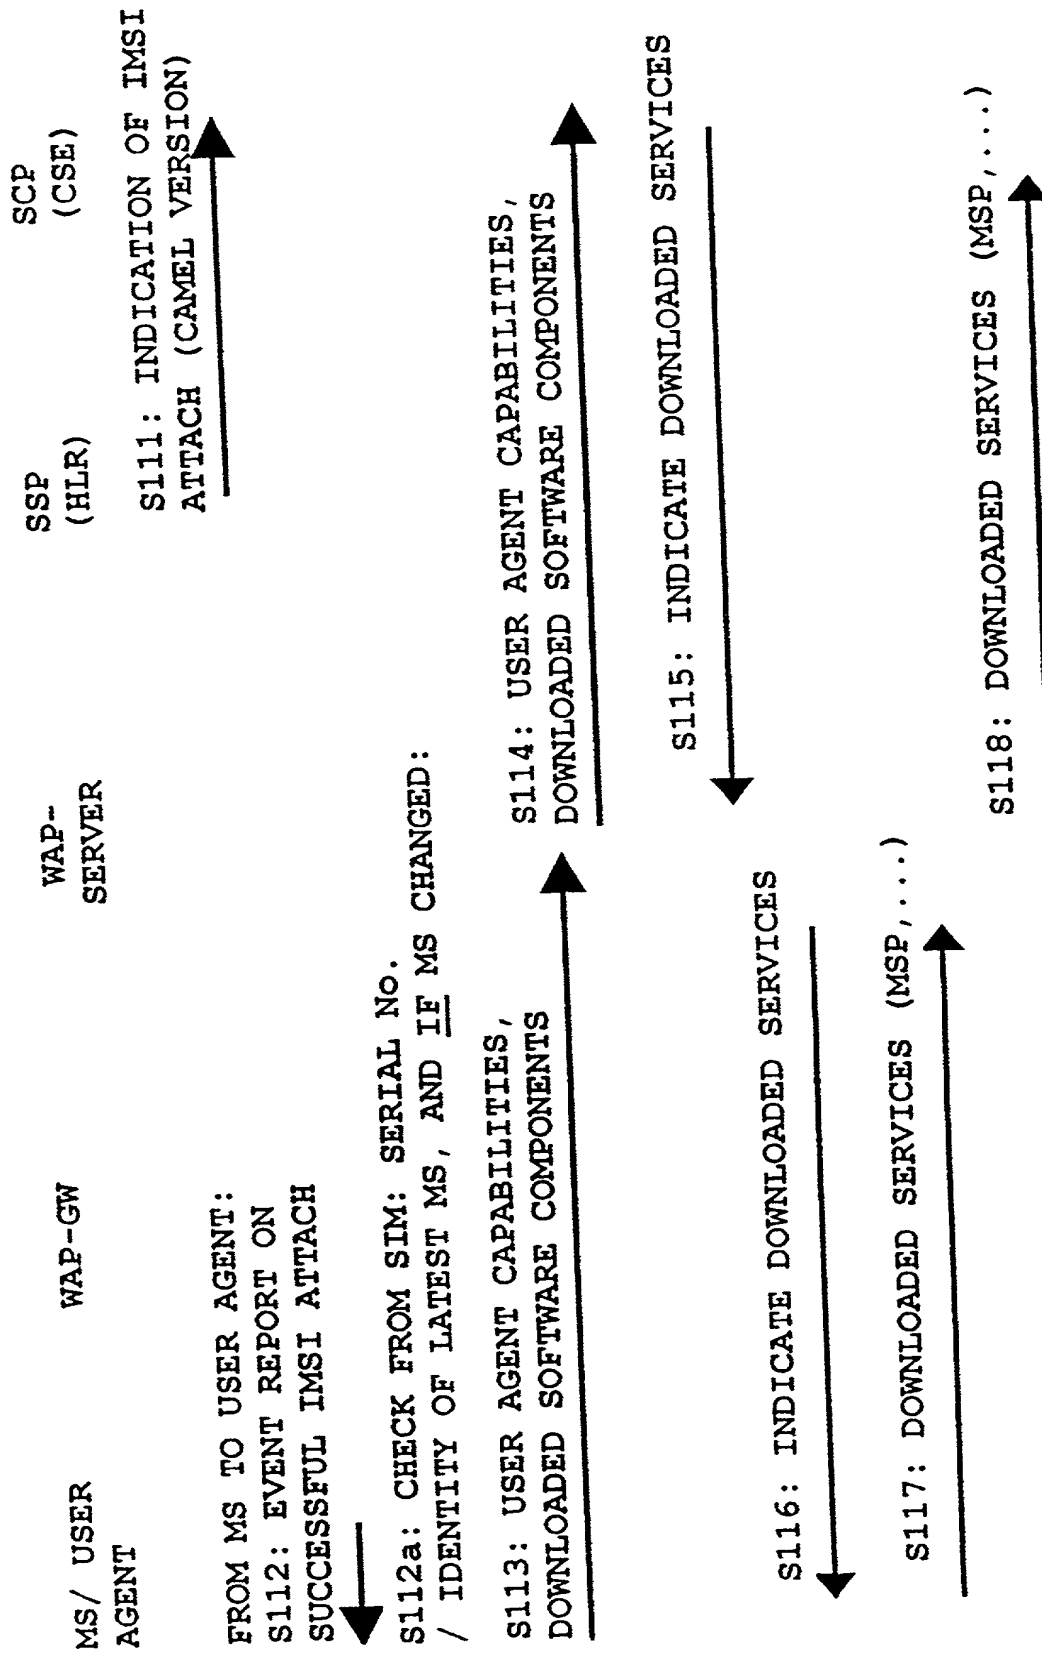 MS/ USER
AGENT
WAP-GW
WAP-
SERVER
SSP
(HLR)
SCP
(CSE)
S111: INDICATION OF IMSI
ATTACH (CAMEL VERSION)
FROM MS TO USER AGENT:
S112: EVENT REPORT ON
SUCCESSFUL IMSI ATTACH
S112a: CHECK FROM SIM: SERIAL No.
/ IDENTITY OF LATEST MS, AND IF MS CHANGED:
S113: USER AGENT CAPABILITIES,
DOWNLOADED SOFTWARE COMPONENTS
S114: USER AGENT CAPABILITIES,
DOWNLOADED SOFTWARE COMPONENTS
S115: INDICATE DOWNLOADED SERVICES
S116: INDICATE DOWNLOADED SERVICES
S117: DOWNLOADED SERVICES (MSP,...)
S118: DOWNLOADED SERVICES (MSP,...)